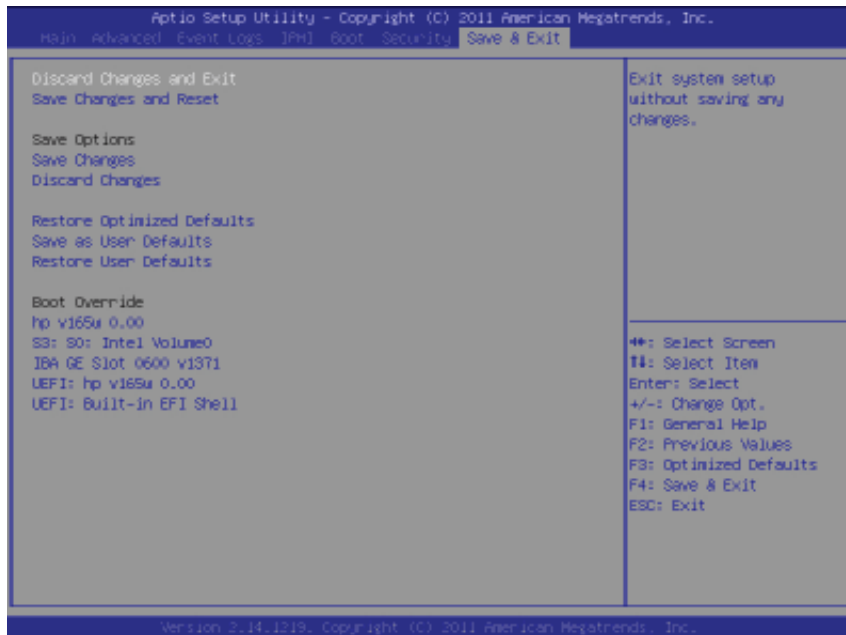 Aptio Setup Utility - Copyright (C) 2011 American Megatrends, Inc.
Main Advanced Event Logs IPMI Boot Security Save & Exit
Discard Changes and Exit
Save Changes and Reset
Save Options
Save Changes
Discard Changes
Restore Optimized Defaults
Save as User Defaults
Restore User Defaults
Boot Override
hp v165w 0.00
S3: S0: Intel Volume0
IBA GE Slot 0600 v1371
UEFI: hp v165w 0.00
UEFI: Built-in EFI Shell
Exit system setup
without saving any
changes.
→←: Select Screen
↑↓: Select Item
Enter: Select
+/-: Change Opt.
F1: General Help
F2: Previous Values
F3: Optimized Defaults
F4: Save & Exit
ESC: Exit
Version 2.14.1219. Copyright (C) 2011 American Megatrends, Inc.